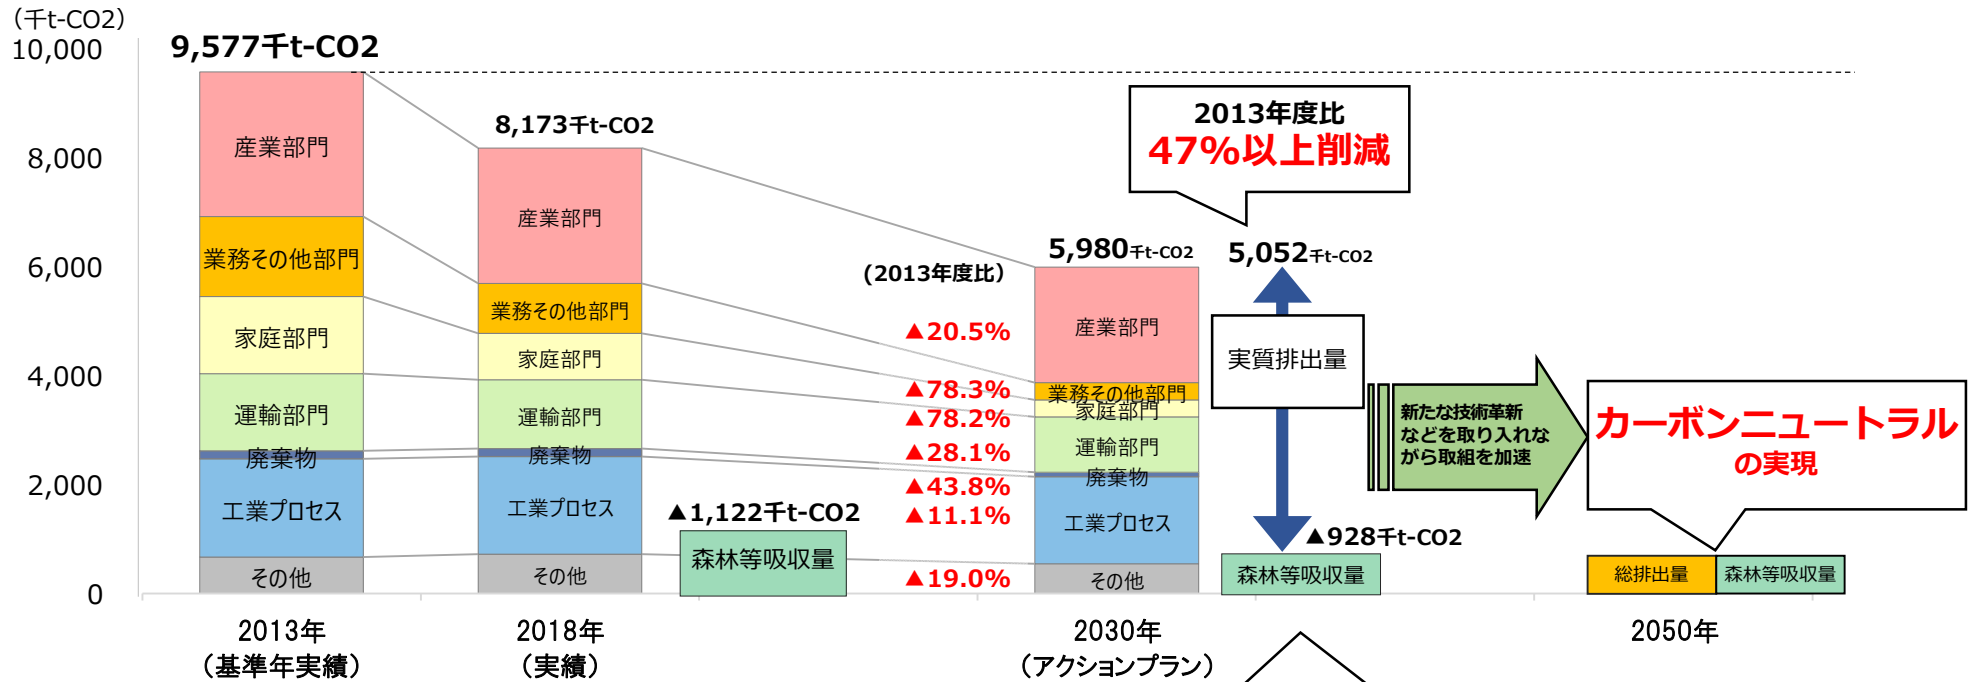 （千t-CO2）
10,000
8,000
6,000
4,000
2,000
0
9,577千t-CO2
産業部門
業務その他部門
家庭部門
運輸部門
廃棄物
工業プロセス
その他
2013年
（基準年実績）
8,173千t-CO2
産業部門
業務その他部門
家庭部門
運輸部門
廃棄物
工業プロセス
その他
2018年
（実績）
▲1,122千t-CO2
森林等吸収量
(2013年度比）
▲20.5%
▲78.3%
▲78.2%
▲28.1%
▲43.8%
▲11.1%
▲19.0%
5,980千t-CO2
産業部門
業務その他部門
家庭部門
運輸部門
廃棄物
工業プロセス
その他
2030年
（アクションプラン）
2013年度比
47%以上削減
5,052千t-CO2
実質排出量
▲928千t-CO2
森林等吸収量
新たな技術革新
などを取り入れな
がら取組を加速
カーボンニュートラル
の実現
総排出量
森林等吸収量
2050年